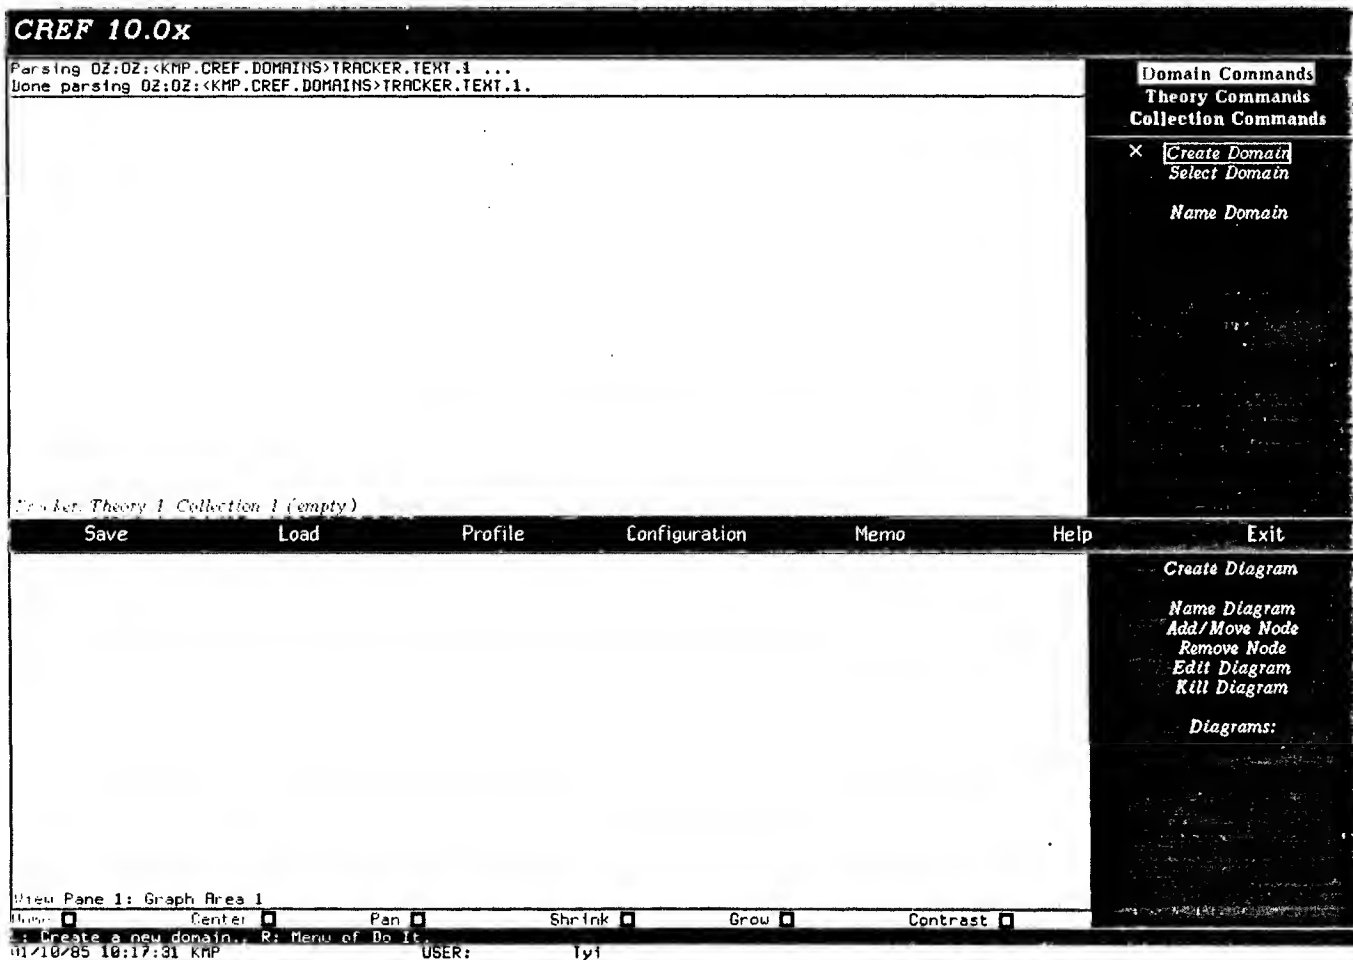 CREF 10.0x
Parsing OZ:OZ:<KMP.CREF.DOMAINS>TRACKER.TEXT.1 ...
Done parsing OZ:OZ:<KMP.CREF.DOMAINS>TRACKER.TEXT.1.
Domain Commands
Theory Commands
Collection Commands
× Create Domain
Select Domain
Name Domain
Theory 1 Collection 1 (empty)
Save Load Profile Configuration Memo Help Exit
Create Diagram
Name Diagram
Add/Move Node
Remove Node
Edit Diagram
Kill Diagram
Diagrams:
View Pane 1: Graph Area 1
Center Pan Shrink Grow Contrast
L: Create a new domain., R: Menu of Do It.
01/10/85 10:17:31 KMP USER: Tyi